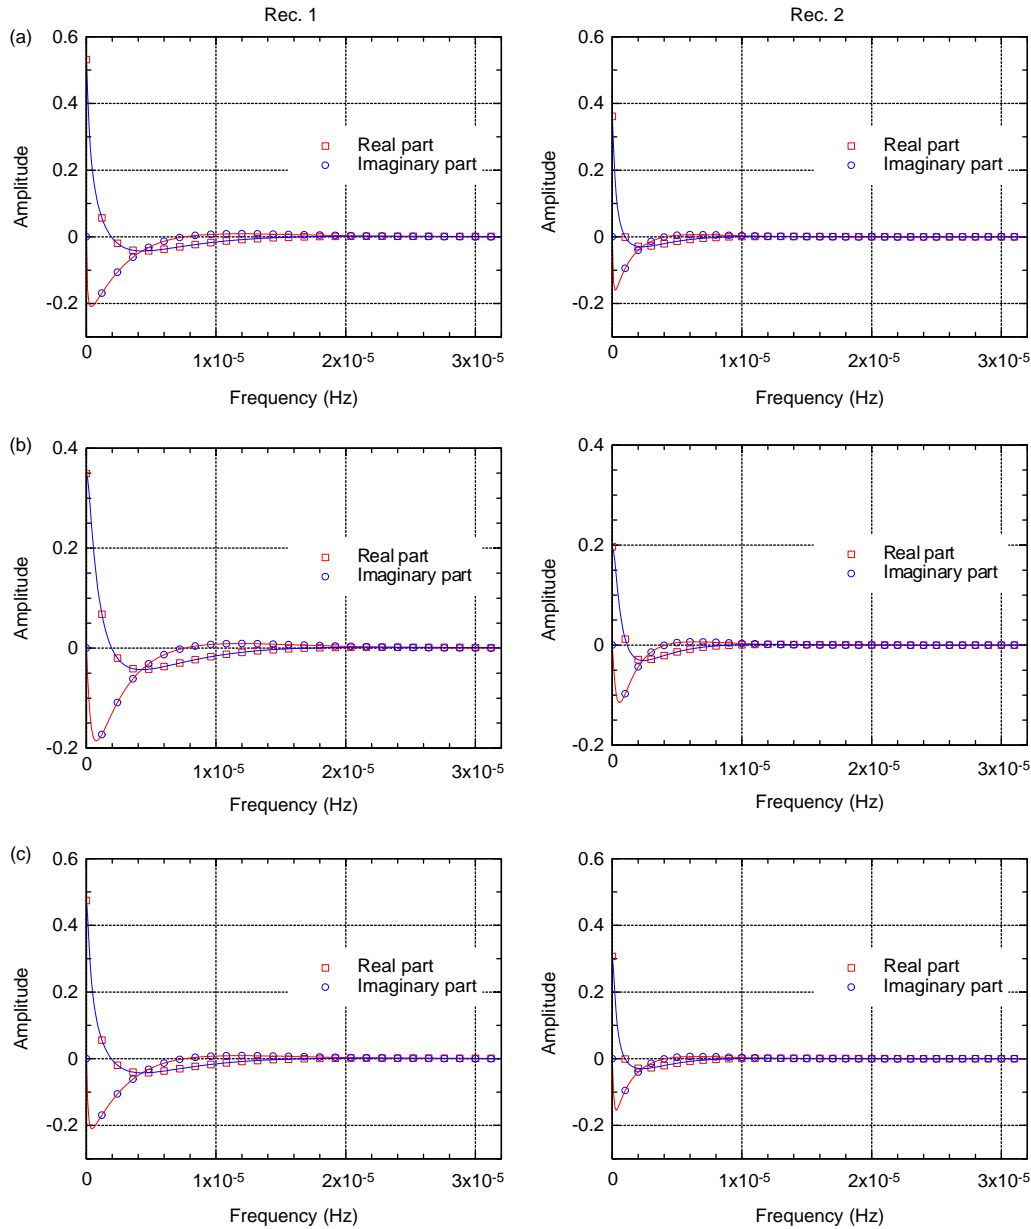 Rec. 1
Rec. 2
(a)
0.6
0.4
0.2
0
-0.2
Amplitude
Real part
Imaginary part
0
1x10-5
2x10-5
3x10-5
Frequency (Hz)
0.6
0.4
0.2
0
-0.2
Amplitude
Real part
Imaginary part
0
1x10-5
2x10-5
3x10-5
Frequency (Hz)
(b)
0.4
0.2
0
-0.2
Amplitude
Real part
Imaginary part
0
1x10-5
2x10-5
3x10-5
Frequency (Hz)
0.4
0.2
0
-0.2
Amplitude
Real part
Imaginary part
0
1x10-5
2x10-5
3x10-5
Frequency (Hz)
(c)
0.6
0.4
0.2
0
-0.2
Amplitude
Real part
Imaginary part
0
1x10-5
2x10-5
3x10-5
Frequency (Hz)
0.6
0.4
0.2
0
-0.2
Amplitude
Real part
Imaginary part
0
1x10-5
2x10-5
3x10-5
Frequency (Hz)